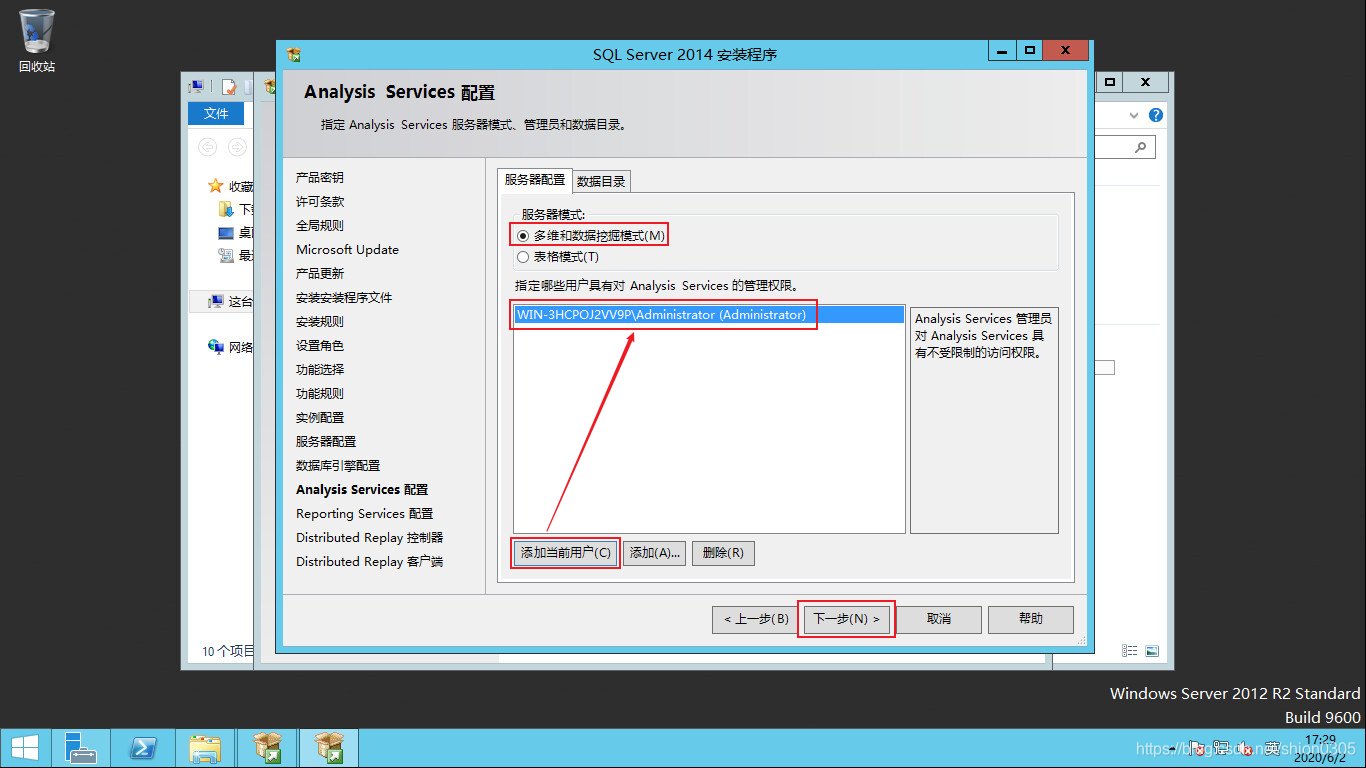 回收站
SQL Server 2014 安装程序
文件
Analysis Services 配置
指定 Analysis Services 服务器模式、管理员和数据目录。
收藏
桌
这台
网络
10 个项目
产品密钥
许可条款
全局规则
Microsoft Update
产品更新
安装安装程序文件
安装规则
设置角色
功能选择
功能规则
实例配置
服务器配置
数据库引擎配置
Analysis Services 配置
Reporting Services 配置
Distributed Replay 控制器
Distributed Replay 客户端
服务器配置 数据目录
服务器模式:
多维和数据挖掘模式(M)
表格模式(T)
指定哪些用户具有对 Analysis Services 的管理权限。
WIN-3HCPOJ2VV9P\Administrator (Administrator)
Analysis Services 管理员
对 Analysis Services 具
有不受限制的访问权限。
添加当前用户(C) 添加(A)... 删除(R)
< 上一步(B) 下一步(N) > 取消 帮助
Windows Server 2012 R2 Standard
Build 9600
英
17:29
2020/6/2